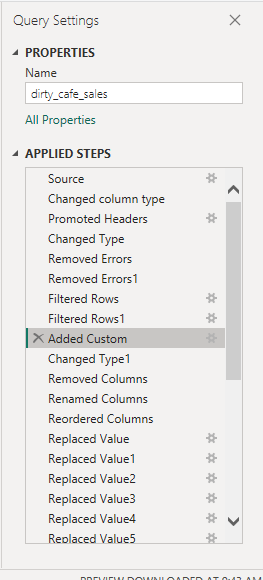 Query Settings
PROPERTIES
Name
dirty_cafe_sales
All Properties
APPLIED STEPS
Source
Changed column type
Promoted Headers
Changed Type
Removed Errors
Removed Errors1
Filtered Rows
Filtered Rows1
Added Custom
Changed Type1
Removed Columns
Renamed Columns
Reordered Columns
Replaced Value
Replaced Value1
Replaced Value2
Replaced Value3
Replaced Value4
Replaced Value5
PREVIEW DOWNLOADED AT 9:43 AM